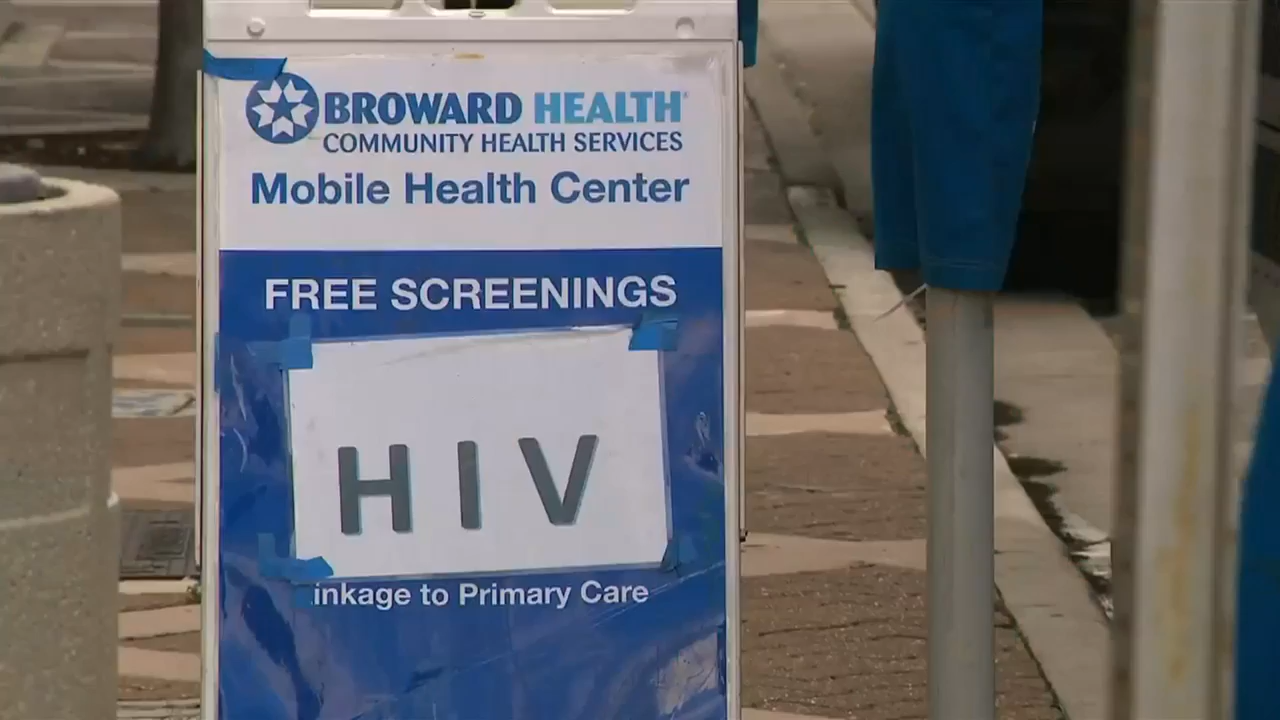 BROWARD HEALTH
COMMUNITY HEALTH SERVICES
Mobile Health Center
FREE SCREENINGS
HIV
inkage to Primary Care